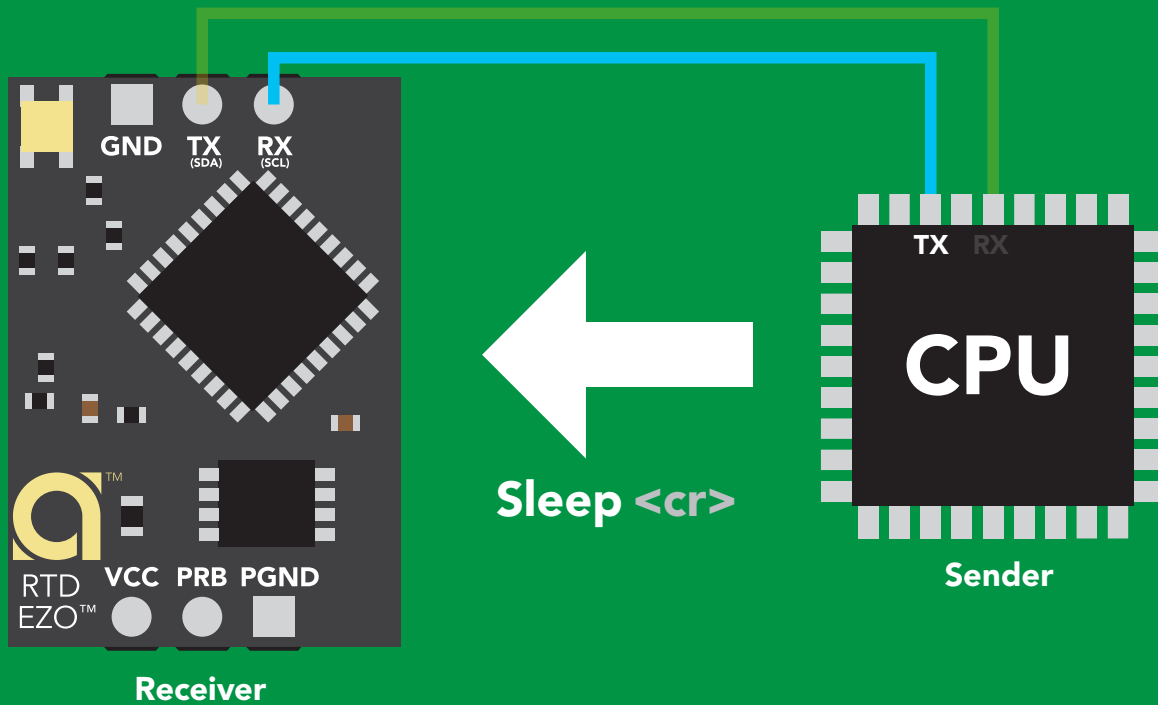 GND TX RX
(SDA) (SCL)
TX RX
CPU
Sleep <cr>
TM
RTD
EZO™
VCC PRB PGND
Sender
Receiver